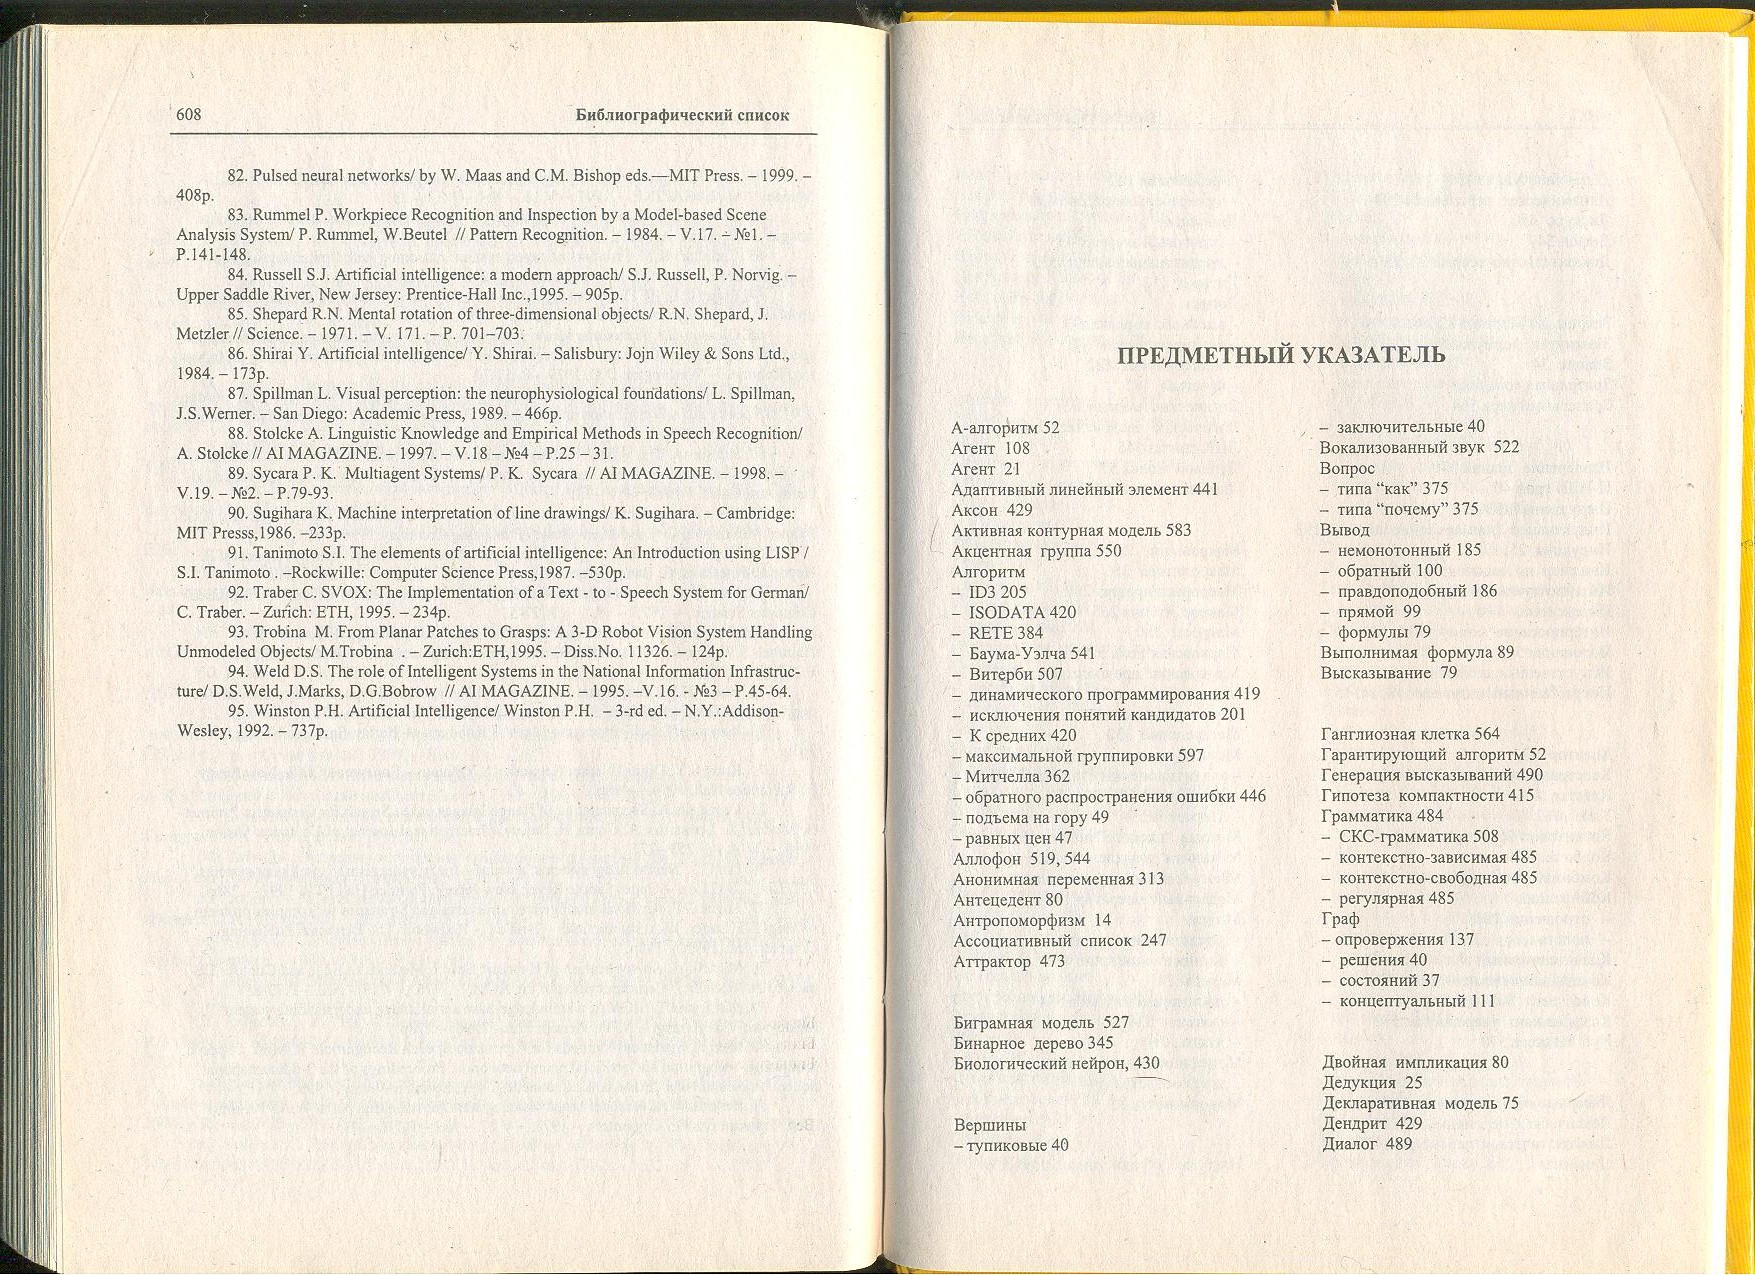 608
Библиографический список
82. Pulsed neural networks/ by W. Maas and C.M. Bishop eds.—MIT Press. – 1999. –
408p.
83. Rummel P. Workpiece Recognition and Inspection by a Model-based Scene
Analysis System/ P. Rummel, W.Beutel // Pattern Recognition. – 1984. – V.17. – №1. –
P.141-148.
84. Russell S.J. Artificial intelligence: a modern approach/ S.J. Russell, P. Norvig. –
Upper Saddle River, New Jersey: Prentice-Hall Inc.,1995. – 905p.
85. Shepard R.N. Mental rotation of three-dimensional objects/ R.N. Shepard, J.
Metzler // Science. – 1971. – V. 171. – P. 701–703.
86. Shirai Y. Artificial intelligence/ Y. Shirai. – Salisbury: Jojn Wiley & Sons Ltd.,
1984. – 173p.
87. Spillman L. Visual perception: the neurophysiological foundations/ L. Spillman,
J.S.Werner. – San Diego: Academic Press, 1989. – 466p.
88. Stolcke A. Linguistic Knowledge and Empirical Methods in Speech Recognition/
A. Stolcke // AI MAGAZINE. – 1997. – V.18 – №4 – P.25 – 31.
89. Sycara P. K. Multiagent Systems/ P. K. Sycara // AI MAGAZINE. – 1998. –
V.19. – №2. – P.79-93.
90. Sugihara K. Machine interpretation of line drawings/ K. Sugihara. – Cambridge:
MIT Presss,1986. –233p.
91. Tanimoto S.I. The elements of artificial intelligence: An Introduction using LISP /
S.I. Tanimoto . –Rockwille: Computer Science Press,1987. –530p.
92. Traber C. SVOX: The Implementation of a Text - to - Speech System for German/
C. Traber. – Zurich: ETH, 1995. – 234p.
93. Trobina M. From Planar Patches to Grasps: A 3-D Robot Vision System Handling
Unmodeled Objects/ M.Trobina . – Zurich:ETH,1995. – Diss.No. 11326. – 124p.
94. Weld D.S. The role of Intelligent Systems in the National Information Infrastruc-
ture/ D.S.Weld, J.Marks, D.G.Bobrow // AI MAGAZINE. – 1995. –V.16. - №3 – P.45-64.
95. Winston P.H. Artificial Intelligence/ Winston P.H. – 3-rd ed. – N.Y.:Addison-
Wesley, 1992. – 737p.
ПРЕДМЕТНЫЙ УКАЗАТЕЛЬ
А-алгоритм 52
Агент 108
Агент 21
Адаптивный линейный элемент 441
Аксон 429
Активная контурная модель 583
Акцентная группа 550
Алгоритм
– ID3 205
– ISODATA 420
– RETE 384
– Баума-Уэлча 541
– Витерби 507
– динамического программирования 419
– исключения понятий кандидатов 201
– К средних 420
– максимальной группировки 597
– Митчелла 362
– обратного распространения ошибки 446
– подъема на гору 49
– равных цен 47
Аллофон 519, 544
Анонимная переменная 313
Антецедент 80
Антропоморфизм 14
Ассоциативный список 247
Аттрактор 473
Биграмная модель 527
Бинарное дерево 345
Биологический нейрон, 430
Вершины
– тупиковые 40
– заключительные 40
Вокализованный звук 522
Вопрос
– типа “как” 375
– типа “почему” 375
Вывод
– немонотонный 185
– обратный 100
– правдоподобный 186
– прямой 99
– формулы 79
Выполнимая формула 89
Высказывание 79
Ганглиозная клетка 564
Гарантирующий алгоритм 52
Генерация высказываний 490
Гипотеза компактности 415
Грамматика 484
– СКС-грамматика 508
– контекстно-зависимая 485
– контекстно-свободная 485
– регулярная 485
Граф
– опровержения 137
– решения 40
– состояний 37
– концептуальный 111
Двойная импликация 80
Дедукция 25
Декларативная модель 75
Дендрит 429
Диалог 489